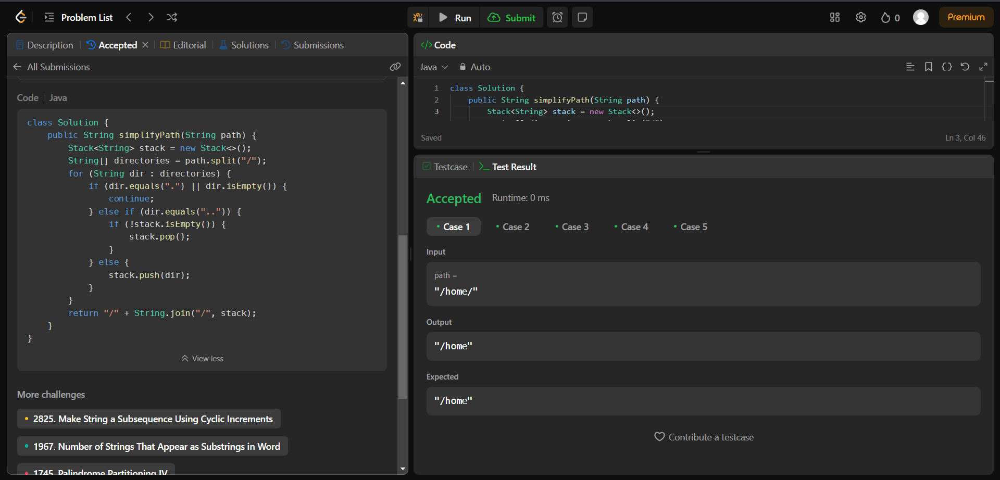 Problem List
Run
Submit
0
Premium
Description
Accepted
Editorial
Solutions
Submissions
All Submissions
Code
Java
class Solution {
    public String simplifyPath(String path) {
        Stack<String> stack = new Stack<>();
        String[] directories = path.split("/");
        for (String dir : directories) {
            if (dir.equals(".") || dir.isEmpty()) {
                continue;
            } else if (dir.equals("..")) {
                if (!stack.isEmpty()) {
                    stack.pop();
                }
            } else {
                stack.push(dir);
            }
        }
        return "/" + String.join("/", stack);
    }
}
View less
More challenges
2825. Make String a Subsequence Using Cyclic Increments
1967. Number of Strings That Appear as Substrings in Word
1745. Palindrome Partitioning IV
</> Code
Java
Auto
1 class Solution {
2     public String simplifyPath(String path) {
3         Stack<String> stack = new Stack<>();
Saved
Ln 3, Col 46
Testcase
Test Result
Accepted
Runtime: 0 ms
Case 1
Case 2
Case 3
Case 4
Case 5
Input
path =
"/home/"
Output
"/home"
Expected
"/home"
Contribute a testcase